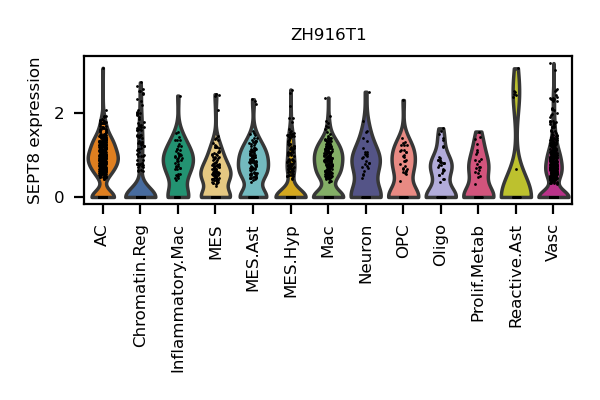 ZH916T1
SEPT8 expression
2
0
AC
Chromatin.Reg
Inflammatory.Mac
MES
MES.Ast
MES.Hyp
Mac
Neuron
OPC
Oligo
Prolif.Metab
Reactive.Ast
Vasc